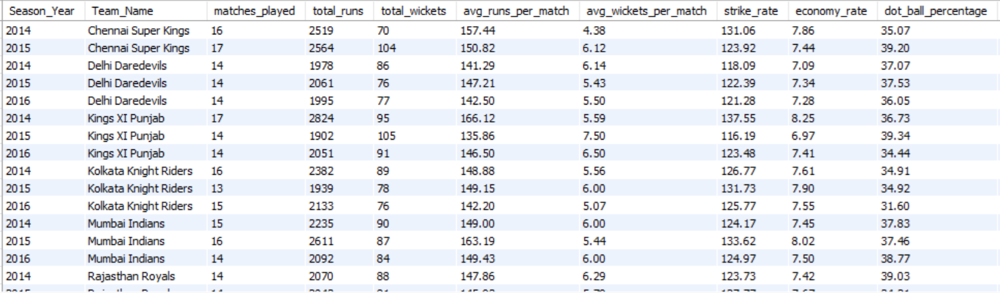 Season_Year Team_Name matches_played total_runs total_wickets avg_runs_per_match avg_wickets_per_match strike_rate economy_rate dot_ball_percentage
2014 Chennai Super Kings 16 2519 70 157.44 4.38 131.06 7.86 35.07
2015 Chennai Super Kings 17 2564 104 150.82 6.12 123.92 7.44 39.20
2014 Delhi Daredevils 14 1978 86 141.29 6.14 118.09 7.09 37.07
2015 Delhi Daredevils 14 2061 76 147.21 5.43 122.39 7.34 37.53
2016 Delhi Daredevils 14 1995 77 142.50 5.50 121.28 7.28 36.05
2014 Kings XI Punjab 17 2824 95 166.12 5.59 137.55 8.25 36.73
2015 Kings XI Punjab 14 1902 105 135.86 7.50 116.19 6.97 39.34
2016 Kings XI Punjab 14 2051 91 146.50 6.50 123.48 7.41 34.44
2014 Kolkata Knight Riders 16 2382 89 148.88 5.56 126.77 7.61 34.91
2015 Kolkata Knight Riders 13 1939 78 149.15 6.00 131.73 7.90 34.92
2016 Kolkata Knight Riders 15 2133 76 142.20 5.07 125.77 7.55 31.60
2014 Mumbai Indians 15 2235 90 149.00 6.00 124.17 7.45 37.83
2015 Mumbai Indians 16 2611 87 163.19 5.44 133.62 8.02 37.46
2016 Mumbai Indians 14 2092 84 149.43 6.00 124.97 7.50 38.77
2014 Rajasthan Royals 14 2070 88 147.86 6.29 123.73 7.42 39.03